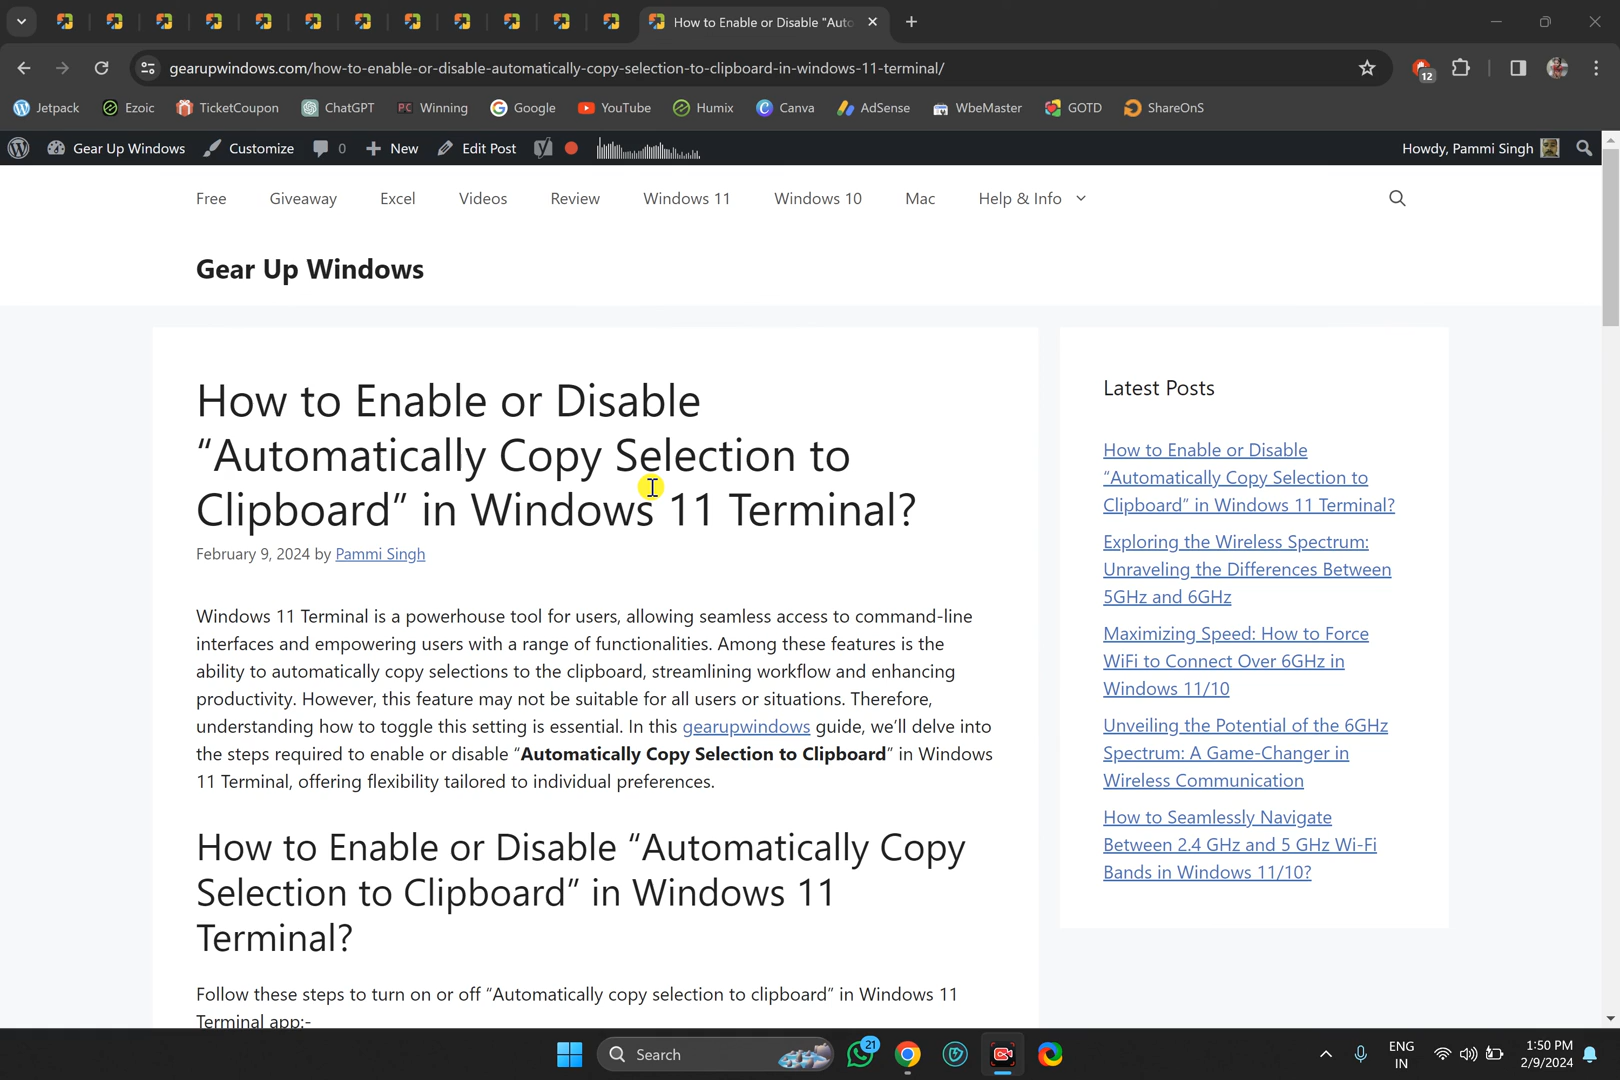 How to Enable or Disable "Auto
gearupwindows.com/how-to-enable-or-disable-automatically-copy-selection-to-clipboard-in-windows-11-terminal/
12
Jetpack Ezoic TicketCoupon ChatGPT PC Winning Google YouTube Humix Canva AdSense WbeMaster GOTD ShareOnS
Gear Up Windows Customize 0 New Edit Post Howdy, Pammi Singh
Free Giveaway Excel Videos Review Windows 11 Windows 10 Mac Help & Info
Gear Up Windows
How to Enable or Disable
“Automatically Copy Selection to
Clipboard” in Windows 11 Terminal?
February 9, 2024 by Pammi Singh
Windows 11 Terminal is a powerhouse tool for users, allowing seamless access to command-line
interfaces and empowering users with a range of functionalities. Among these features is the
ability to automatically copy selections to the clipboard, streamlining workflow and enhancing
productivity. However, this feature may not be suitable for all users or situations. Therefore,
understanding how to toggle this setting is essential. In this gearupwindows guide, we’ll delve into
the steps required to enable or disable “Automatically Copy Selection to Clipboard” in Windows
11 Terminal, offering flexibility tailored to individual preferences.
How to Enable or Disable “Automatically Copy
Selection to Clipboard” in Windows 11
Terminal?
Follow these steps to turn on or off “Automatically copy selection to clipboard” in Windows 11
Terminal app:-
Latest Posts
How to Enable or Disable
“Automatically Copy Selection to
Clipboard” in Windows 11 Terminal?
Exploring the Wireless Spectrum:
Unraveling the Differences Between
5GHz and 6GHz
Maximizing Speed: How to Force
WiFi to Connect Over 6GHz in
Windows 11/10
Unveiling the Potential of the 6GHz
Spectrum: A Game-Changer in
Wireless Communication
How to Seamlessly Navigate
Between 2.4 GHz and 5 GHz Wi-Fi
Bands in Windows 11/10?
Search
21
ENG
IN
1:50 PM
2/9/2024